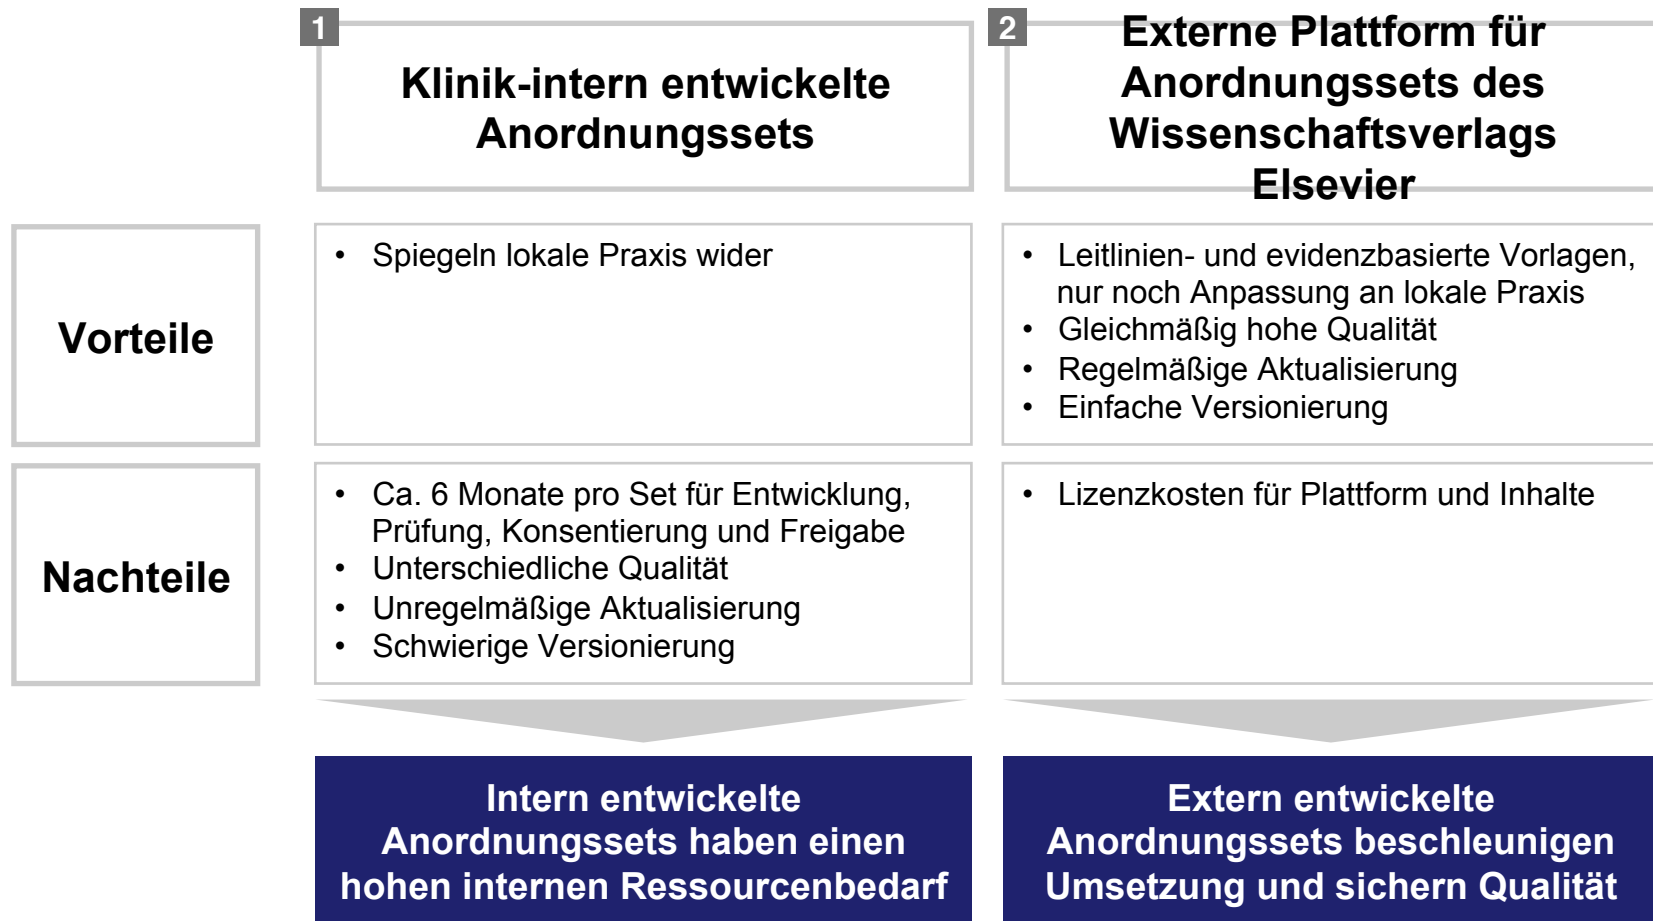 1
Klinik-intern entwickelte
Anordnungssets
2
Externe Plattform für
Anordnungssets des
Wissenschaftsverlags
Elsevier
Vorteile
• Spiegeln lokale Praxis wider
• Leitlinien- und evidenzbasierte Vorlagen,
nur noch Anpassung an lokale Praxis
• Gleichmäßig hohe Qualität
• Regelmäßige Aktualisierung
• Einfache Versionierung
Nachteile
• Ca. 6 Monate pro Set für Entwicklung,
Prüfung, Konsentierung und Freigabe
• Unterschiedliche Qualität
• Unregelmäßige Aktualisierung
• Schwierige Versionierung
• Lizenzkosten für Plattform und Inhalte
Intern entwickelte
Anordnungssets haben einen
hohen internen Ressourcenbedarf
Extern entwickelte
Anordnungssets beschleunigen
Umsetzung und sichern Qualität